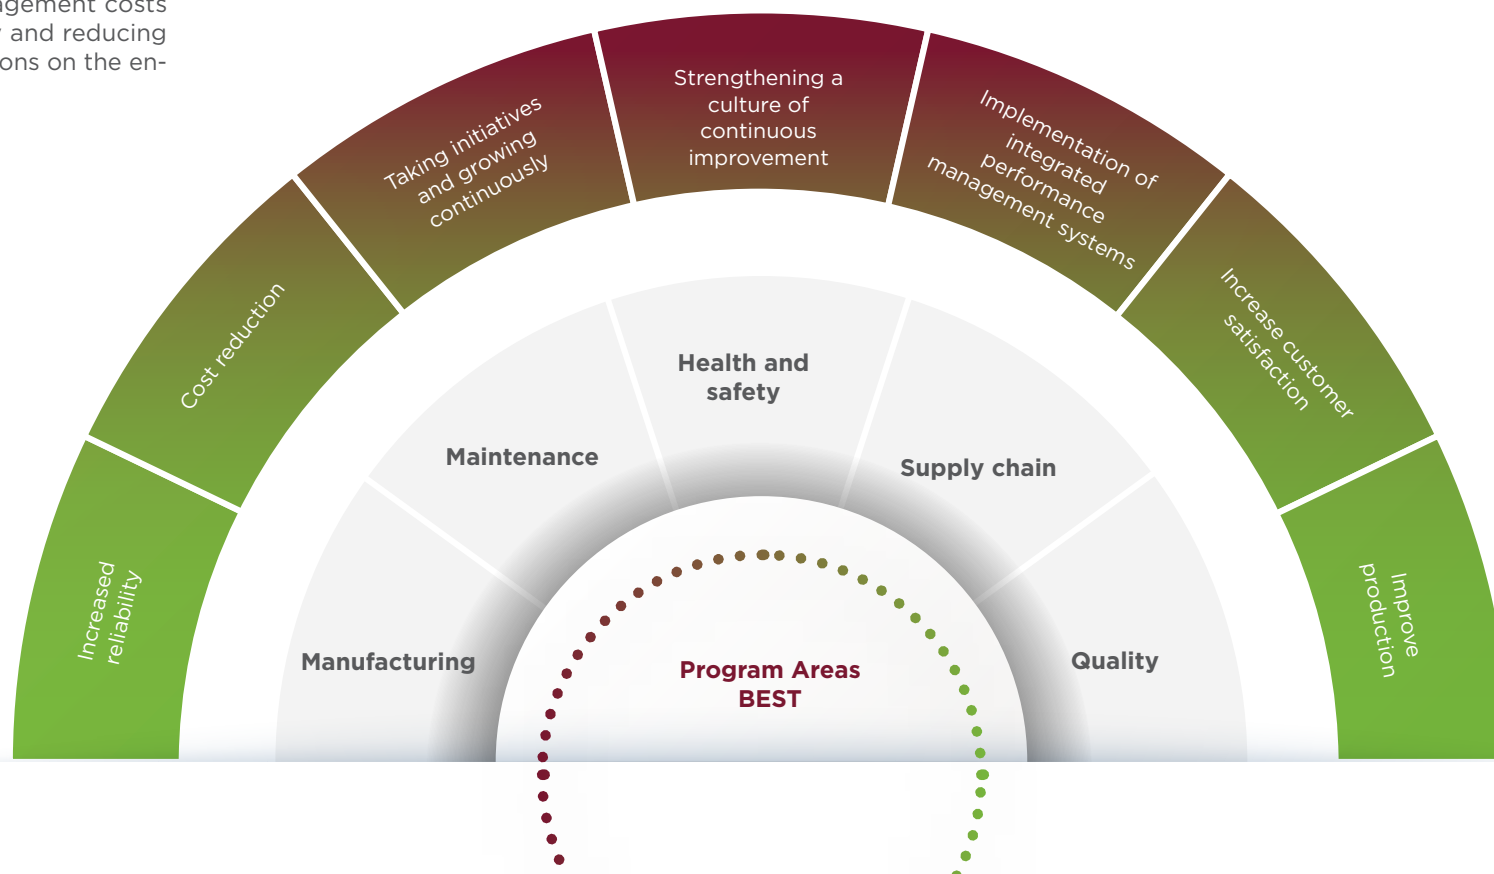 agement costs
and reducing
ons on the en-
Increased
reliability
Cost reduction
Taking initiatives
and growing
continuously
Strengthening a
culture of
continuous
improvement
Implementation of
integrated
performance
management systems
Increase customer
satisfaction
Improve
production
Manufacturing
Maintenance
Health and
safety
Supply chain
Quality
Program Areas
BEST